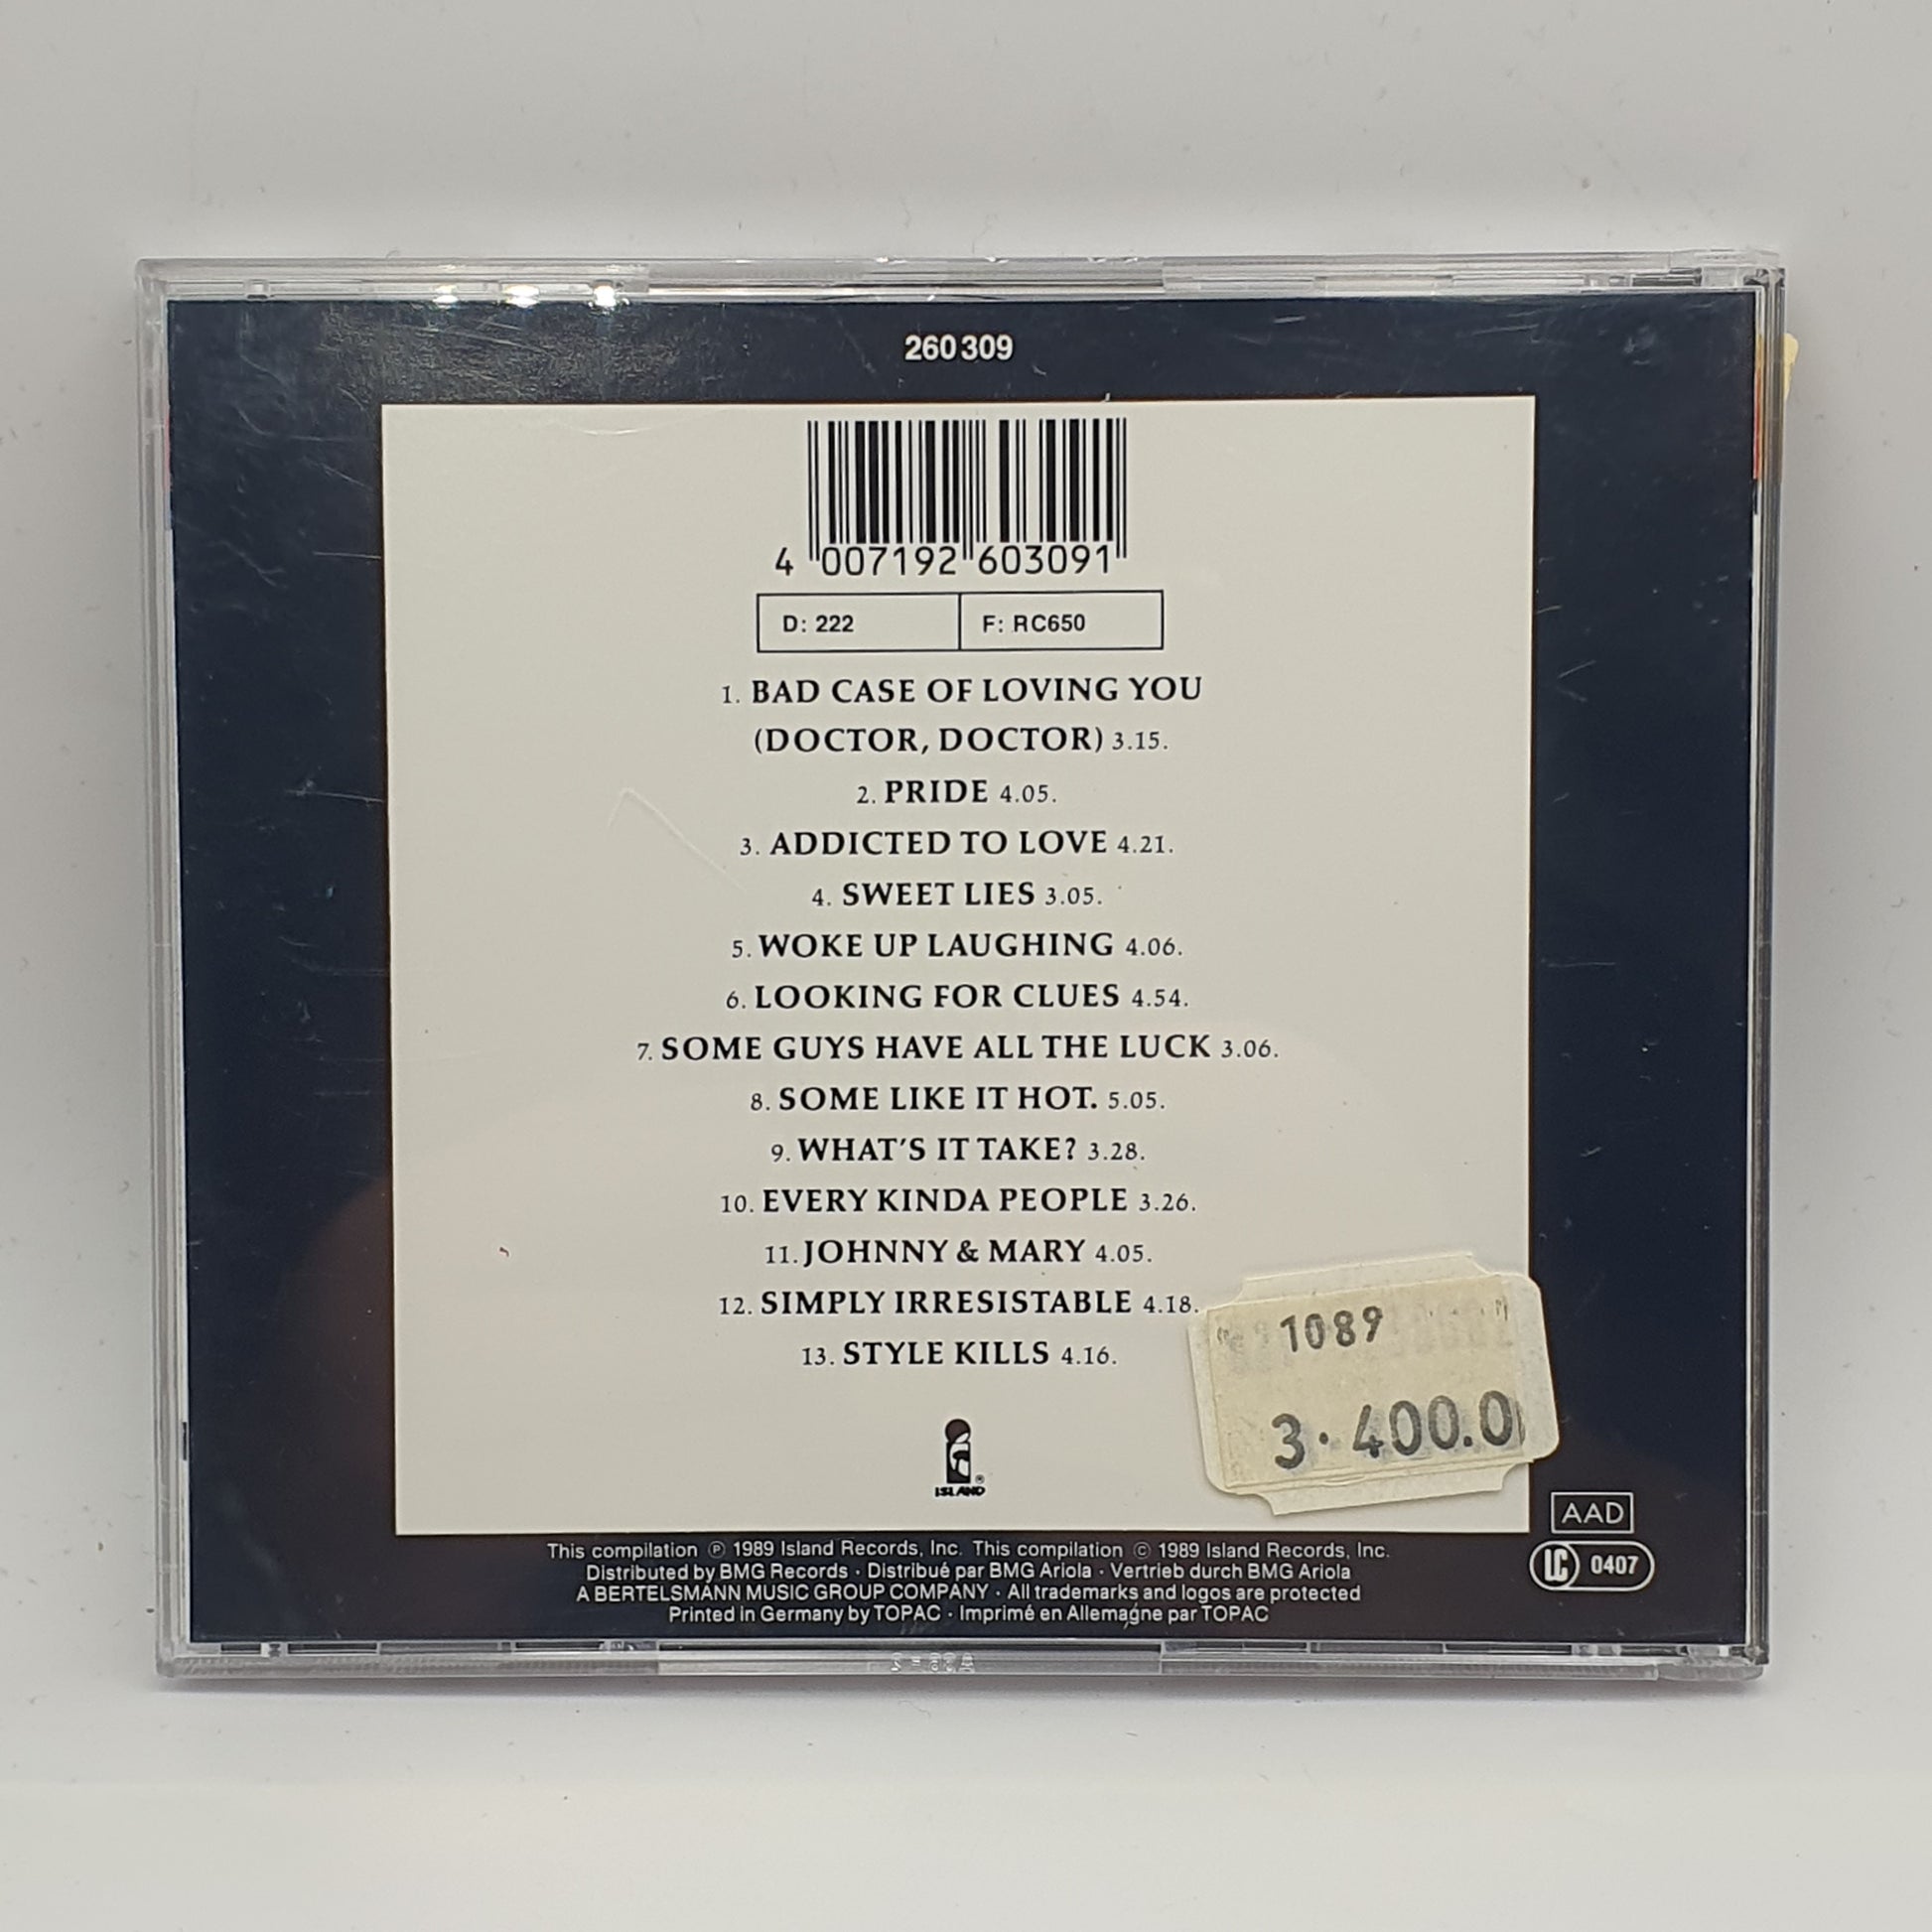 260 309
4 007192 603091
D: 222 F: RC650
1. BAD CASE OF LOVING YOU
(DOCTOR, DOCTOR) 3.15.
2. PRIDE 4.05.
3. ADDICTED TO LOVE 4.21.
4. SWEET LIES 3.05.
5. WOKE UP LAUGHING 4.06.
6. LOOKING FOR CLUES 4.54.
7. SOME GUYS HAVE ALL THE LUCK 3.06.
8. SOME LIKE IT HOT. 5.05.
9. WHAT'S IT TAKE? 3.28.
10. EVERY KINDA PEOPLE 3.26.
11. JOHNNY & MARY 4.05.
12. SIMPLY IRRESISTABLE 4.18.
13. STYLE KILLS 4.16.
1089
3.400.0
ISLAND®
AAD
LC 0407
This compilation ℗ 1989 Island Records, Inc. This compilation © 1989 Island Records, Inc.
Distributed by BMG Records · Distribué par BMG Ariola · Vertrieb durch BMG Ariola
A BERTELSMANN MUSIC GROUP COMPANY · All trademarks and logos are protected
Printed in Germany by TOPAC · Imprimé en Allemagne par TOPAC